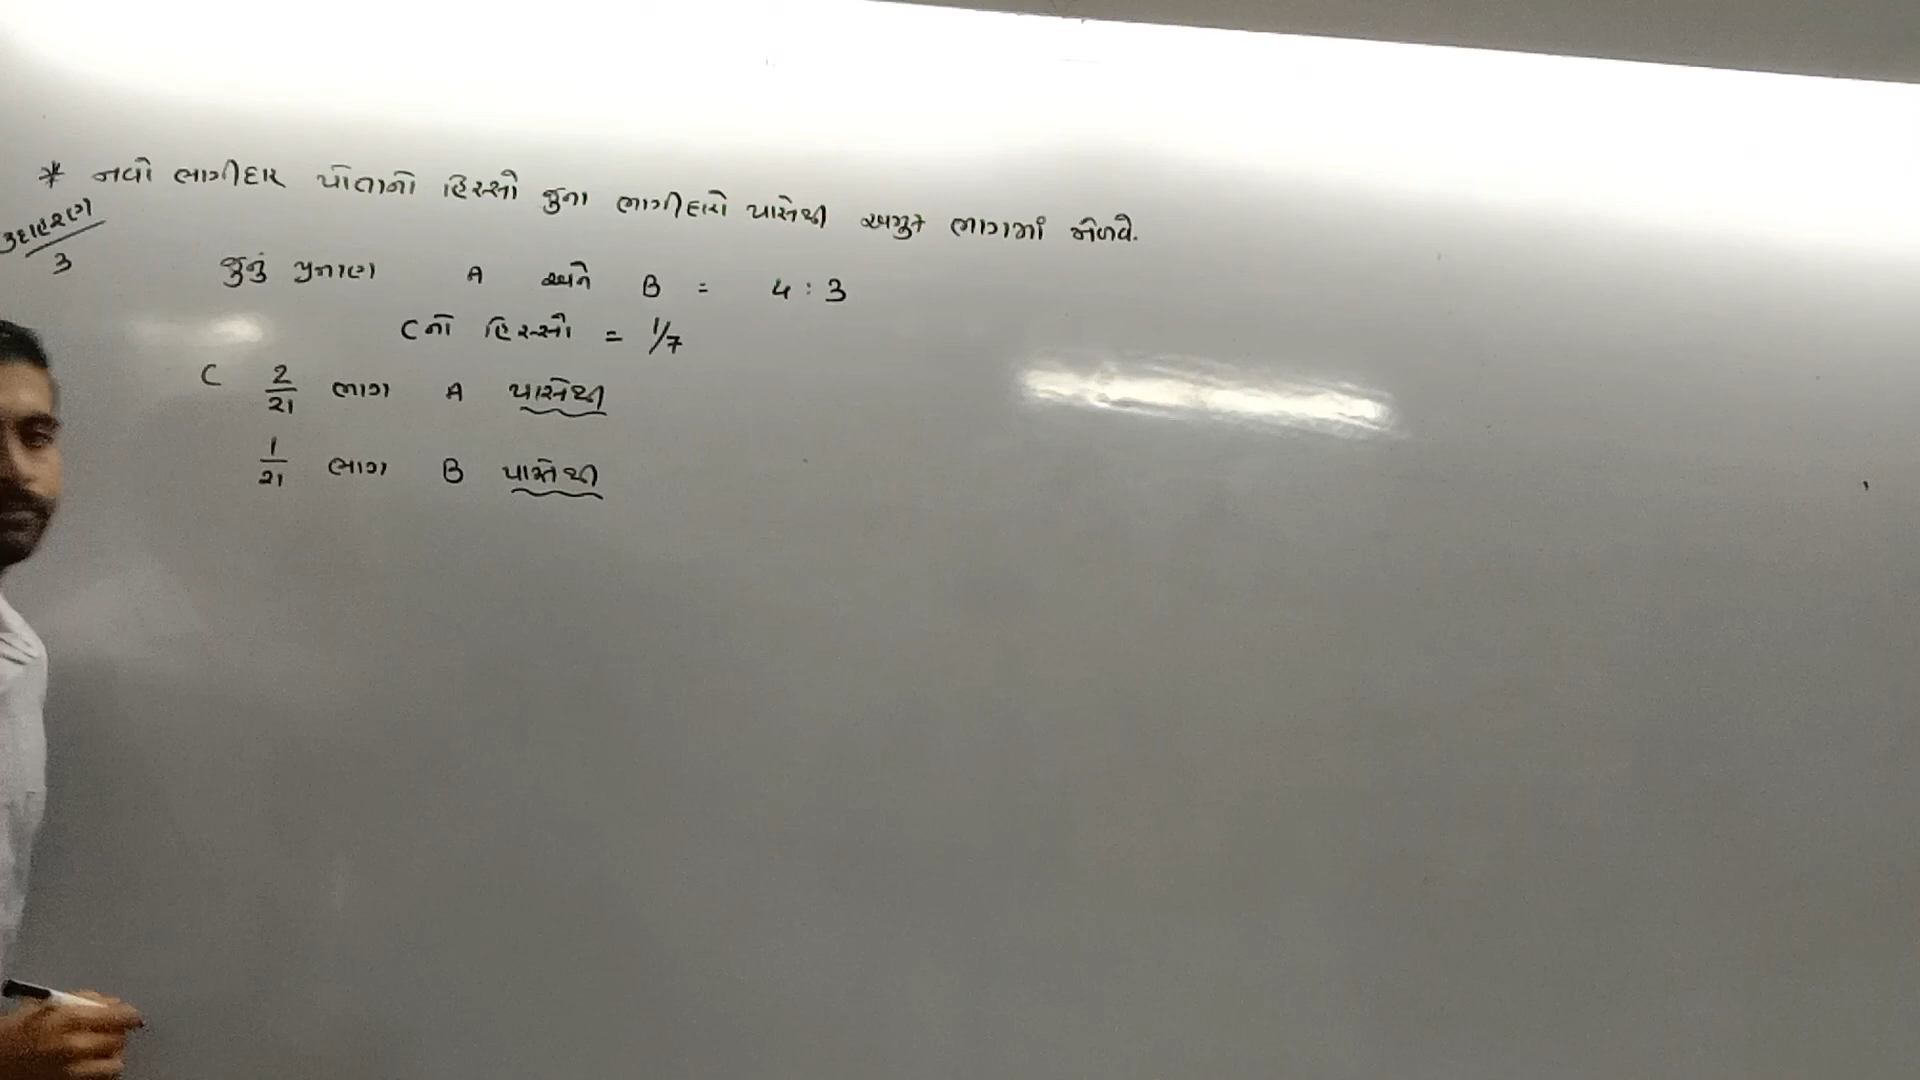 * નવો ભાગીદાર પોતાનો હિસ્સો જુના ભાગીદારો પાસેથી અમુક ભાગમાં મેળવે.
ઉદાહરણ
3
જુનું પ્રમાણ A અને B = 4 : 3
C નો હિસ્સો = 1/7
C 2/21 ભાગ A પાસેથી
1/21 ભાગ B પાસેથી